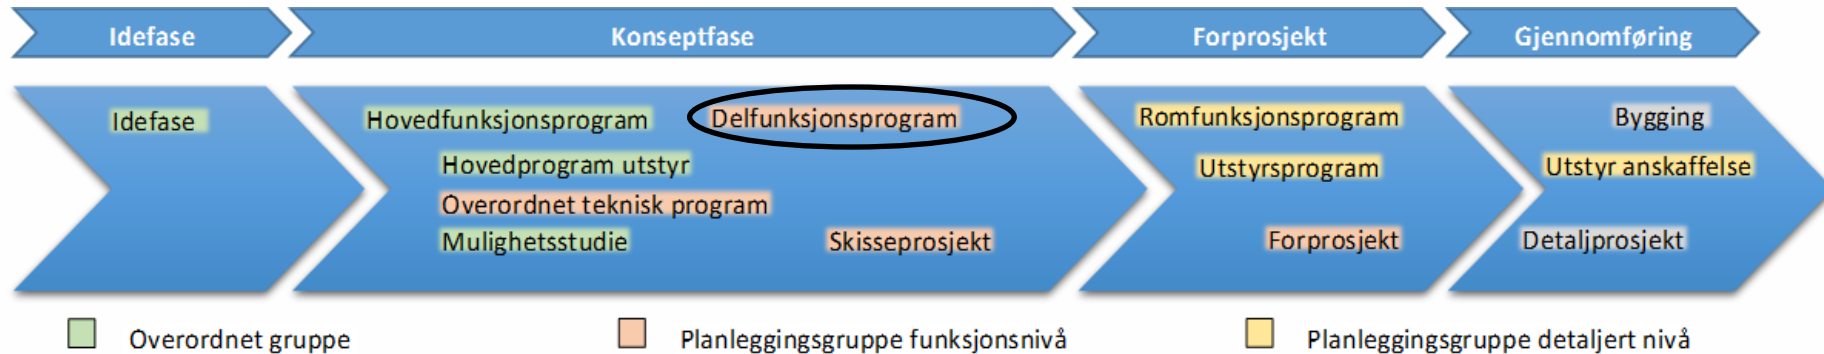 Idefase
Konseptfase
Forprosjekt
Gjennomføring
Idefase
Hovedfunksjonsprogram
Delfunksjonsprogram
Hovedprogram utstyr
Overordnet teknisk program
Mulighetsstudie
Skisseprosjekt
Romfunksjonsprogram
Utstyrsprogram
Forprosjekt
Bygging
Utstyr anskaffelse
Detaljprosjekt
Overordnet gruppe
Planleggingsgruppe funksjonsnivå
Planleggingsgruppe detaljert nivå